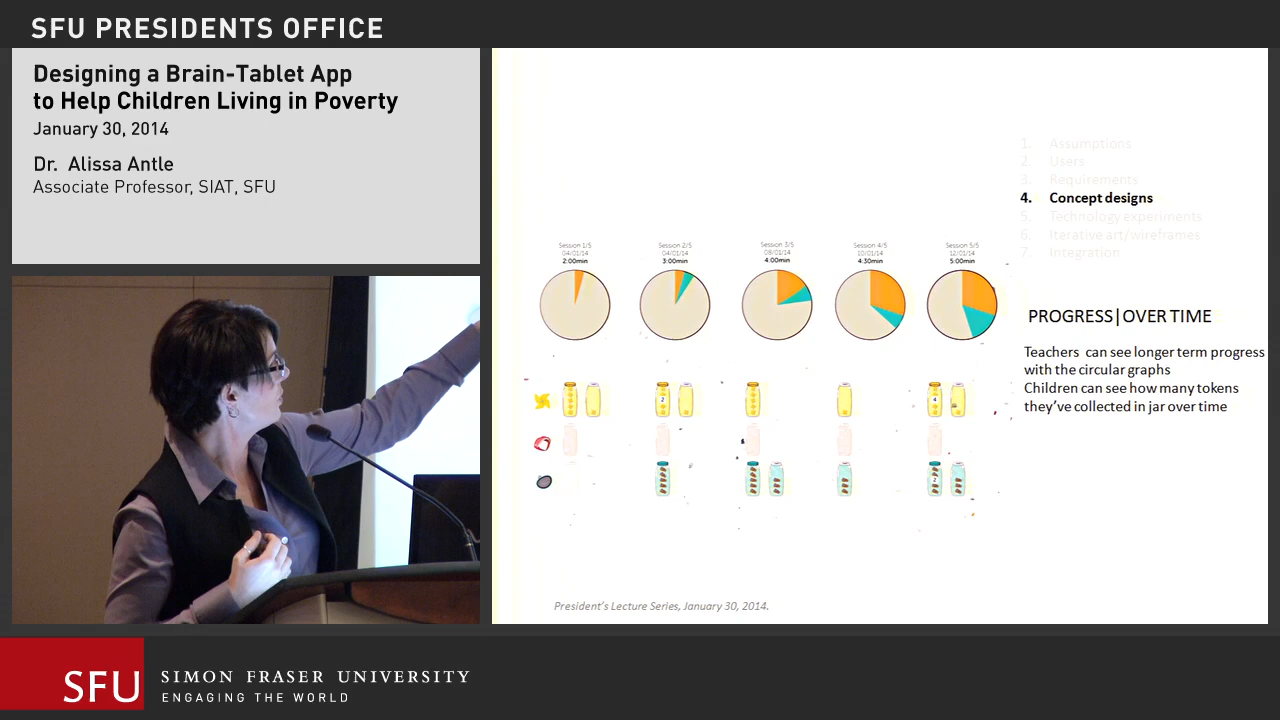 SFU PRESIDENTS OFFICE
Designing a Brain-Tablet App
to Help Children Living in Poverty
January 30, 2014
Dr. Alissa Antle
Associate Professor, SIAT, SFU
1. Assumptions
2. Users
3. Requirements
4. Concept designs
5. Technology experiments
6. Iterative art/wireframes
7. Integration
Session 1/5
04/01/14
2:00min
Session 2/5
04/01/14
3:00min
Session 3/5
08/01/14
4:00min
Session 4/5
10/01/14
4:30min
Session 5/5
12/01/14
5:00min
PROGRESS|OVER TIME
Teachers can see longer term progress
with the circular graphs
Children can see how many tokens
they've collected in jar over time
2
4
2
President's Lecture Series, January 30, 2014.
SFU
SIMON FRASER UNIVERSITY
ENGAGING THE WORLD